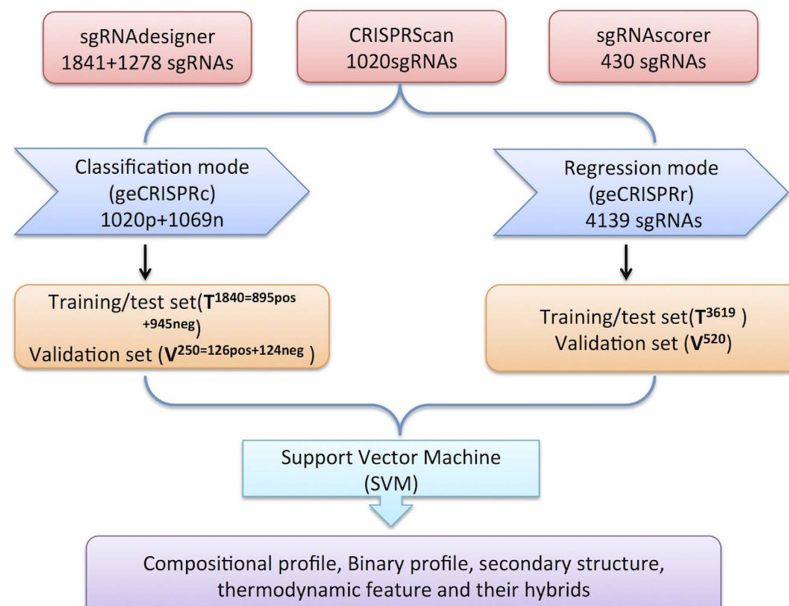 sgRNAdesigner
1841+1278 sgRNAs
CRISPRScan
1020sgRNAs
sgRNAscorer
430 sgRNAs
Classification mode
(geCRISPRc)
1020p+1069n
Regression mode
(geCRISPRr)
4139 sgRNAs
Training/test set(T1840=895pos
+945neg)
Validation set (V250=126pos+124neg )
Training/test set(T3619 )
Validation set (V520)
Support Vector Machine
(SVM)
Compositional profile, Binary profile, secondary structure,
thermodynamic feature and their hybrids